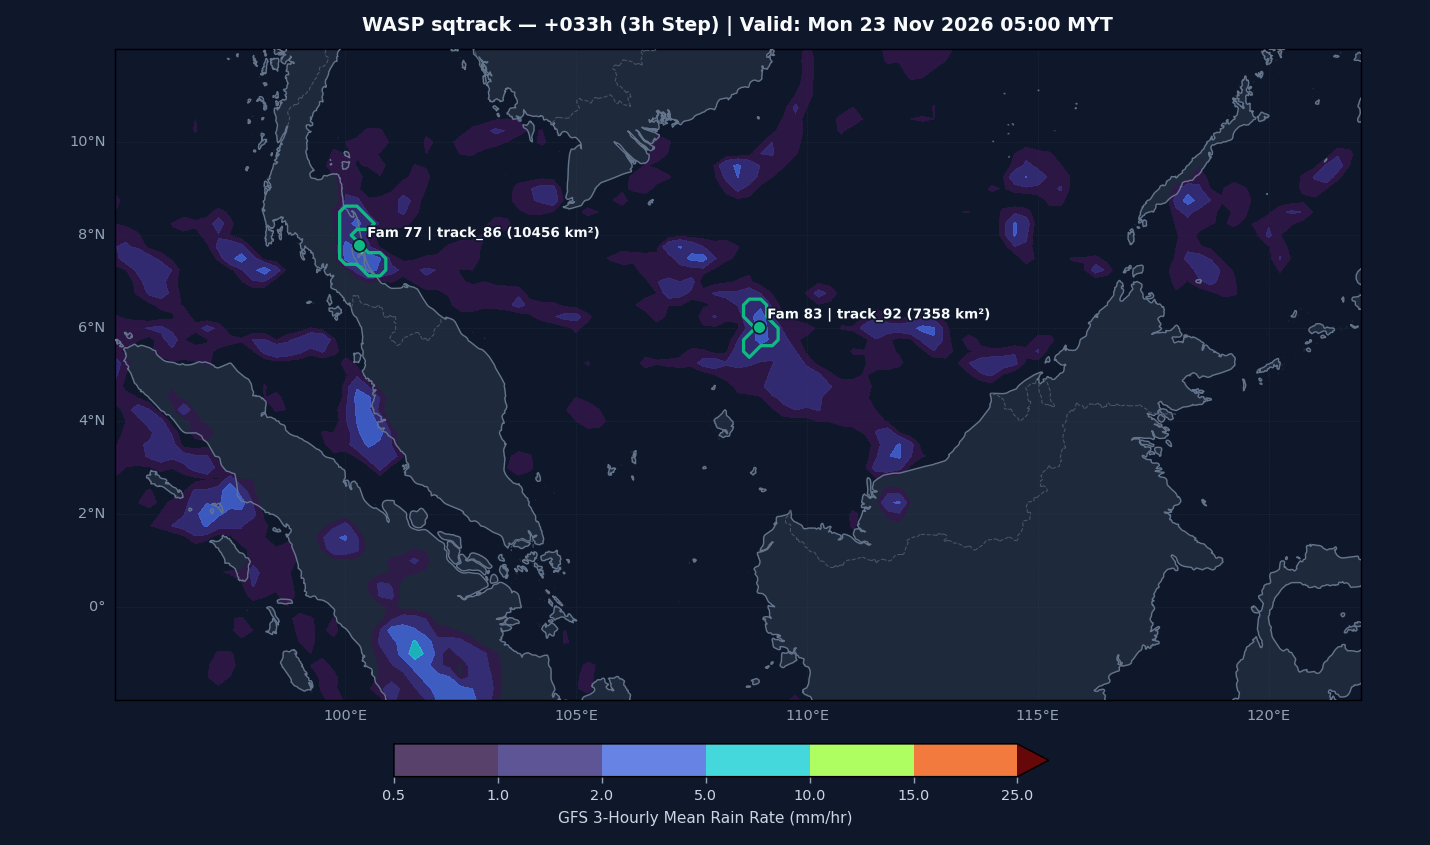 WASP sqtrack — +033h (3h Step) | Valid: Mon 23 Nov 2026 05:00 MYT
10°N
8°N
6°N
4°N
2°N
0°
Fam 77 | track_86 (10456 km²)
Fam 83 | track_92 (7358 km²)
100°E 105°E 110°E 115°E 120°E
0.5 1.0 2.0 5.0 10.0 15.0 25.0
GFS 3-Hourly Mean Rain Rate (mm/hr)